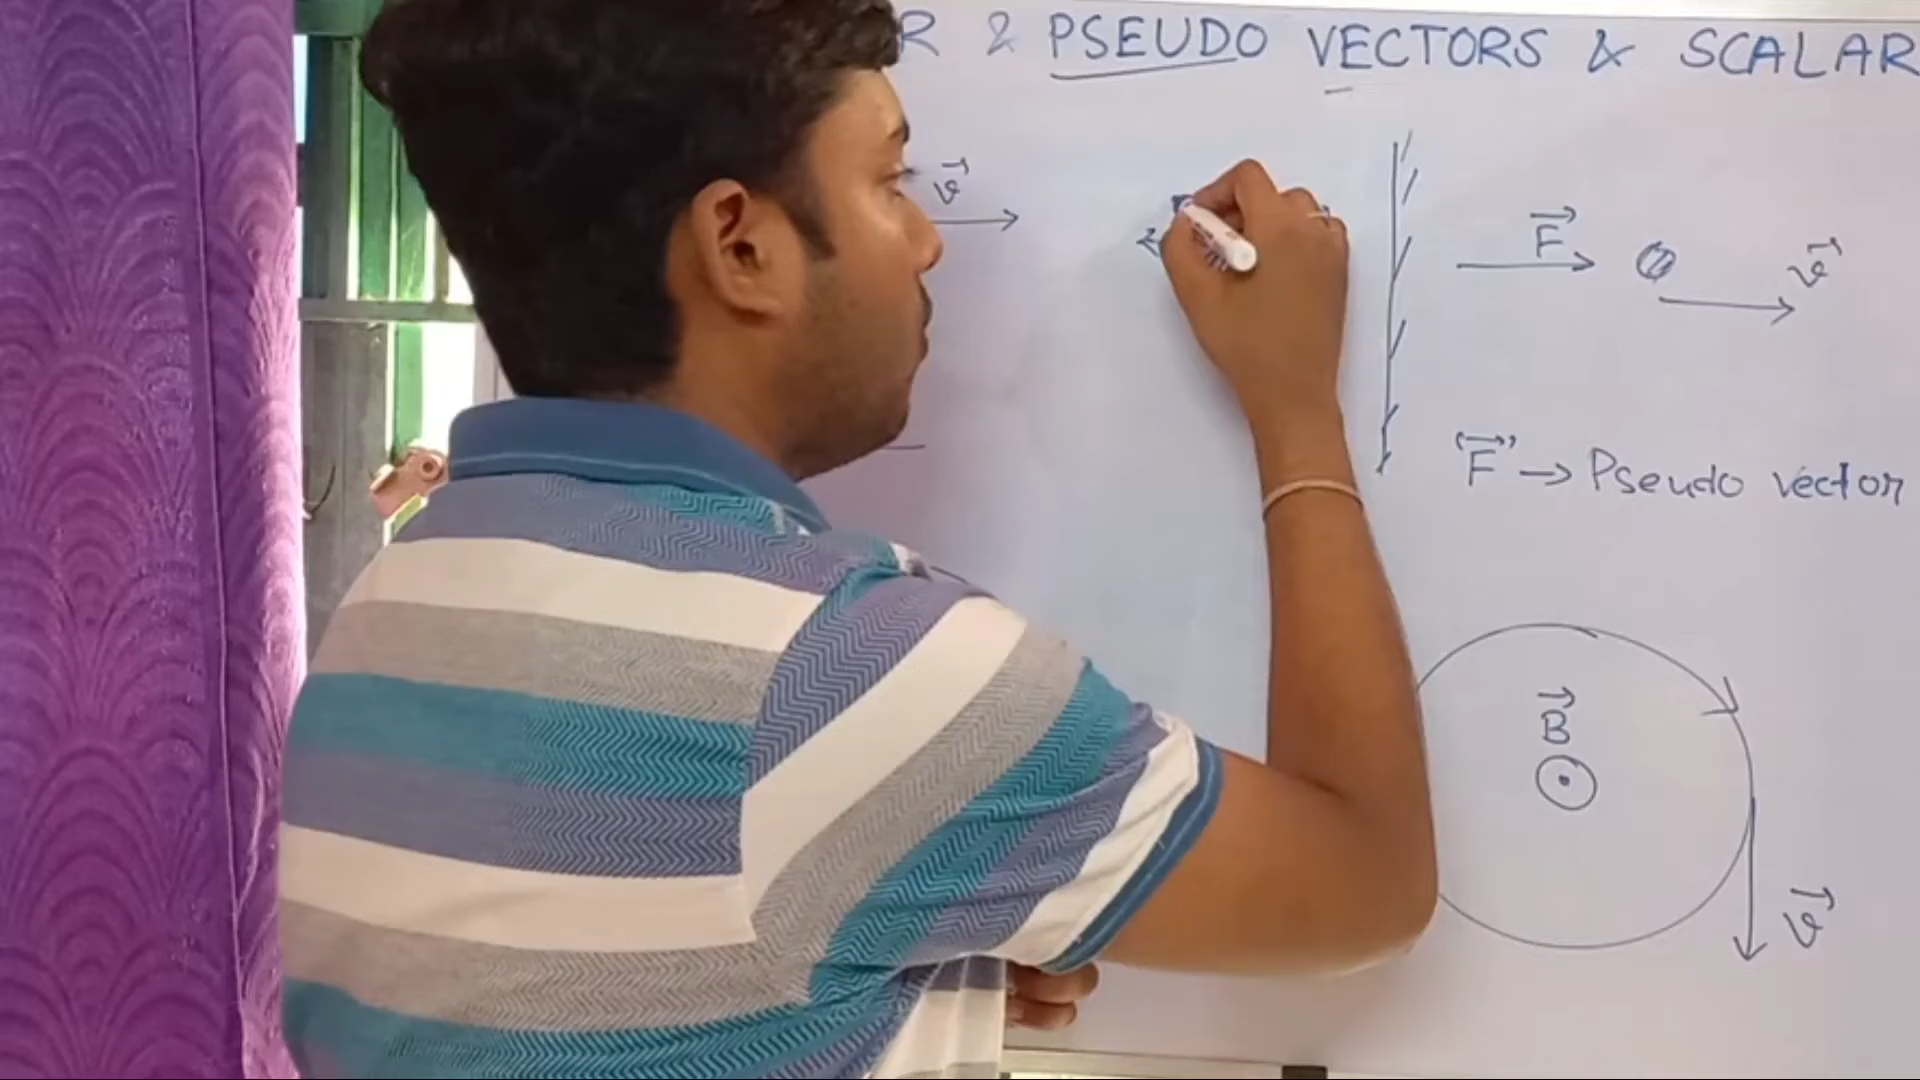 R & PSEUDO VECTORS & SCALAR
v⃗
F⃗
v⃗
"F⃗" → Pseudo vector
B⃗
v⃗